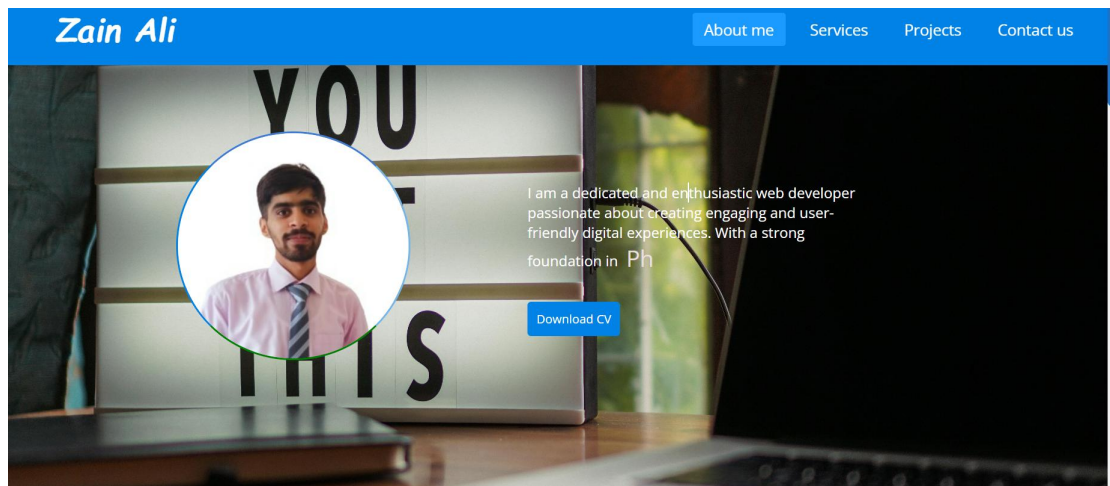 Zain Ali
About me
Services
Projects
Contact us
YOU
I am a dedicated and enthusiastic web developer
passionate about creating engaging and user-
friendly digital experiences. With a strong
foundation in Ph
Download CV
THIS